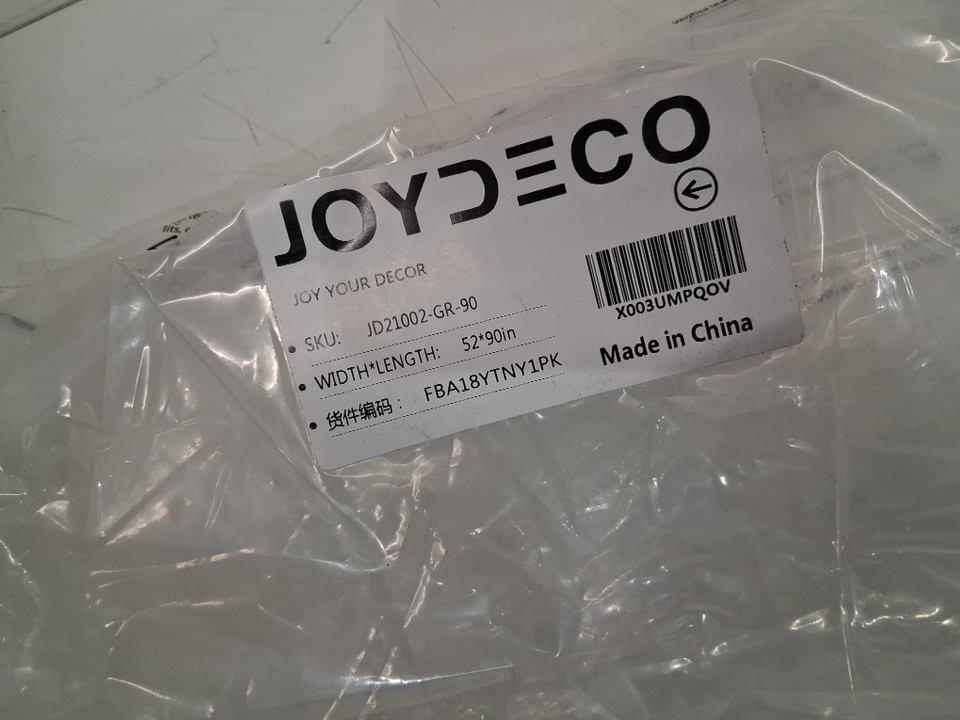 JOYDECO
JOY YOUR DECOR
SKU: JD21002-GR-90
WIDTH*LENGTH: 52*90in
货件编码： FBA18YTNY1PK
X003UMPQOV
Made in China